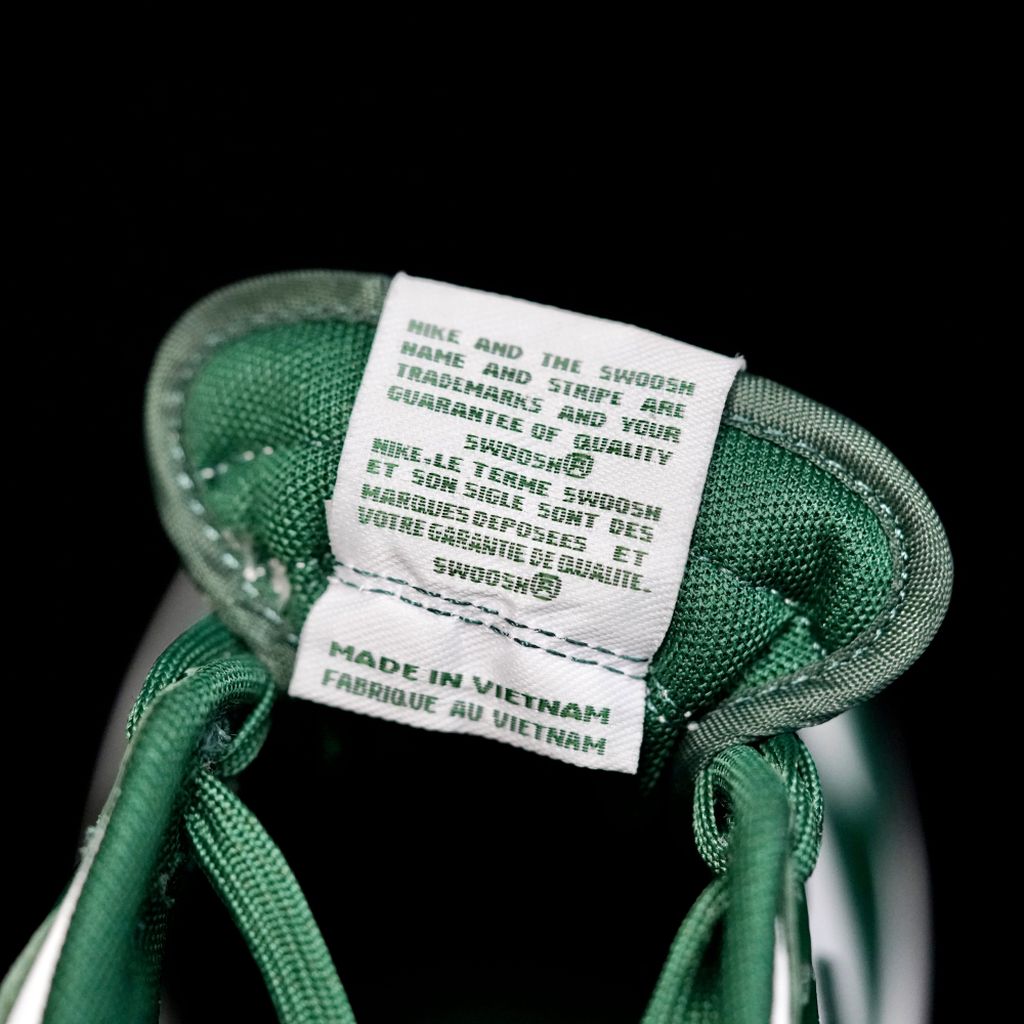 NIKE AND THE SWOOSH
NAME AND STRIPE ARE
TRADEMARKS AND YOUR
GUARANTEE OF QUALITY
SWOOSH®
NIKE.LE TERME SWOOSH
ET SON SIGLE SONT DES
MARQUES DEPOSEES ET
VOTRE GARANTIE DE QUALITE.
SWOOSH®
MADE IN VIETNAM
FABRIQUE AU VIETNAM